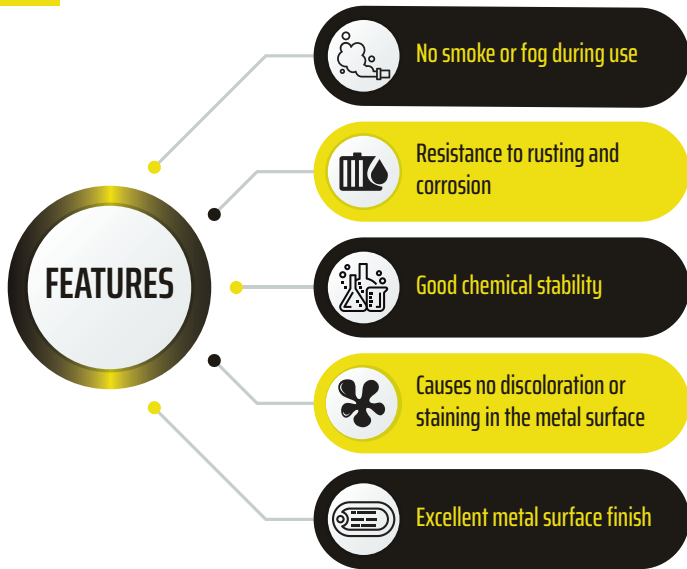 No smoke or fog during use
Resistance to rusting and
corrosion
FEATURES
Good chemical stability
Causes no discoloration or
staining in the metal surface
Excellent metal surface finish